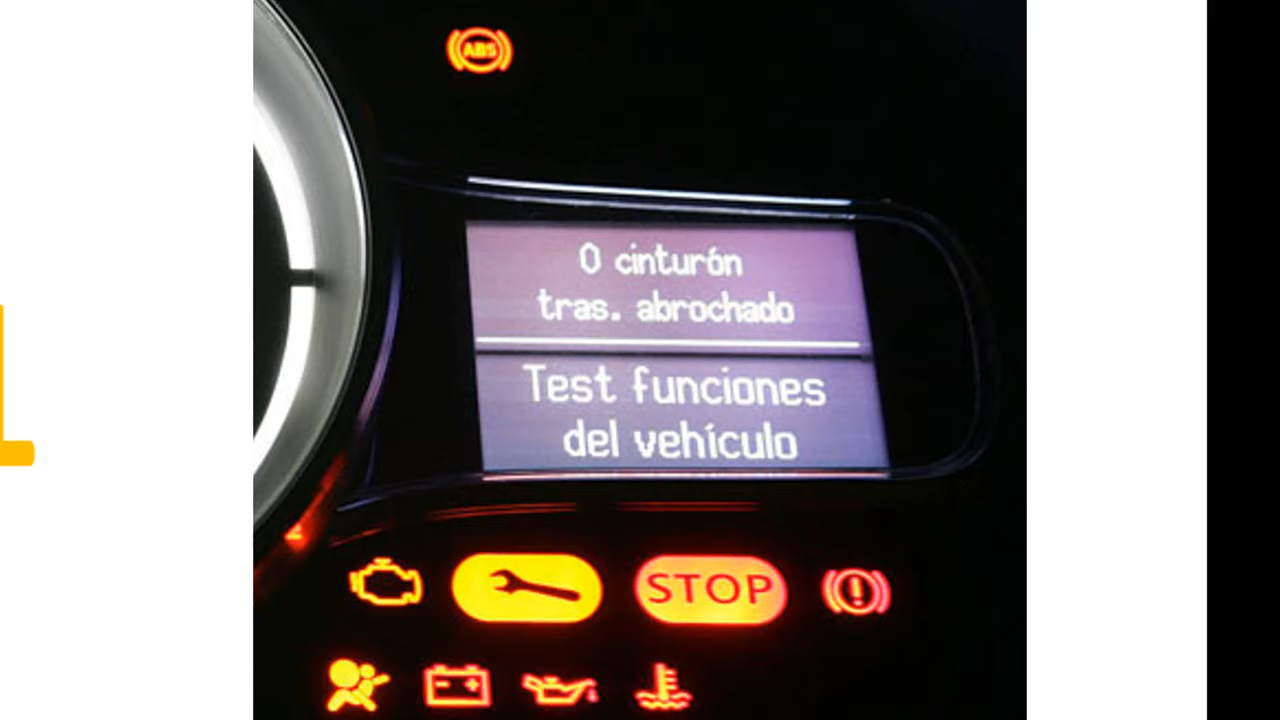 ABS
0 cinturón
tras. abrochado
Test funciones
del vehículo
STOP